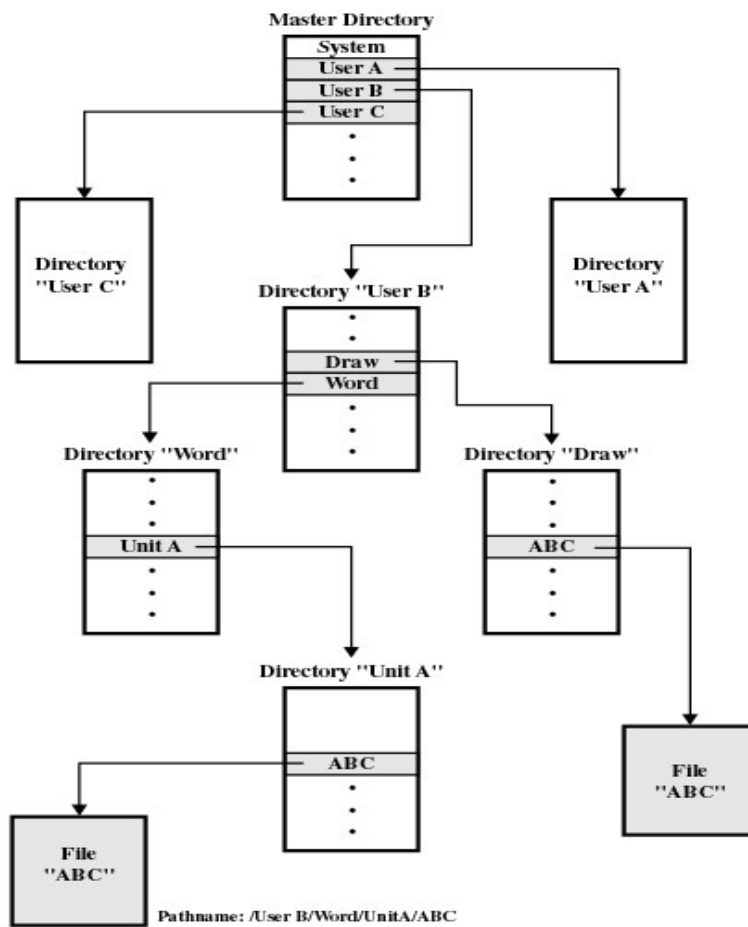 Master Directory
System
User A
User B
User C
Directory
"User C"
Directory
"User A"
Directory "User B"
Draw
Word
Directory "Word"
Directory "Draw"
Unit A
ABC
Directory "Unit A"
ABC
File
"ABC"
File
"ABC"
Pathname: /User B/Word/UnitA/ABC